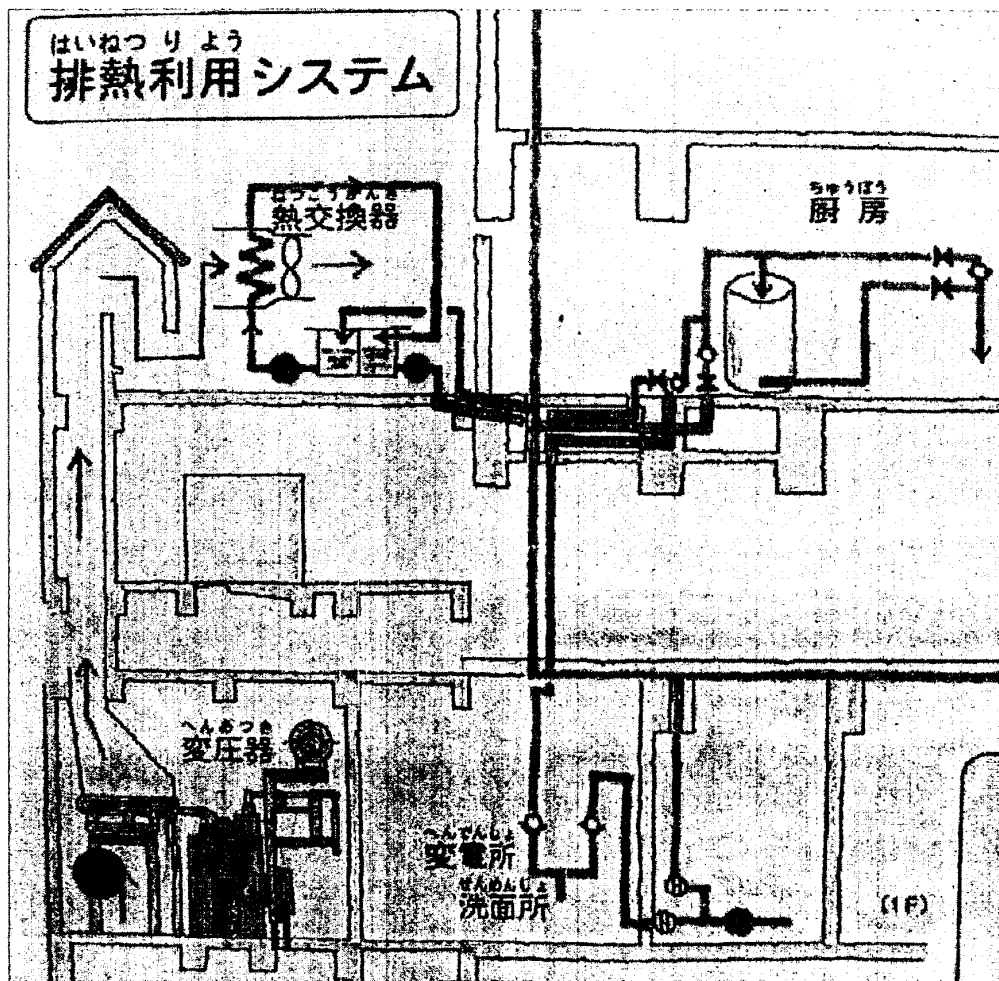 はいねつ り よう
排熱利用システム
ねつこうかんき
熱交換器
ちゅうぼう
厨房
へんあつき
変圧器
へんでんしょ
変電所
せんめんじょ
洗面所
(1F)